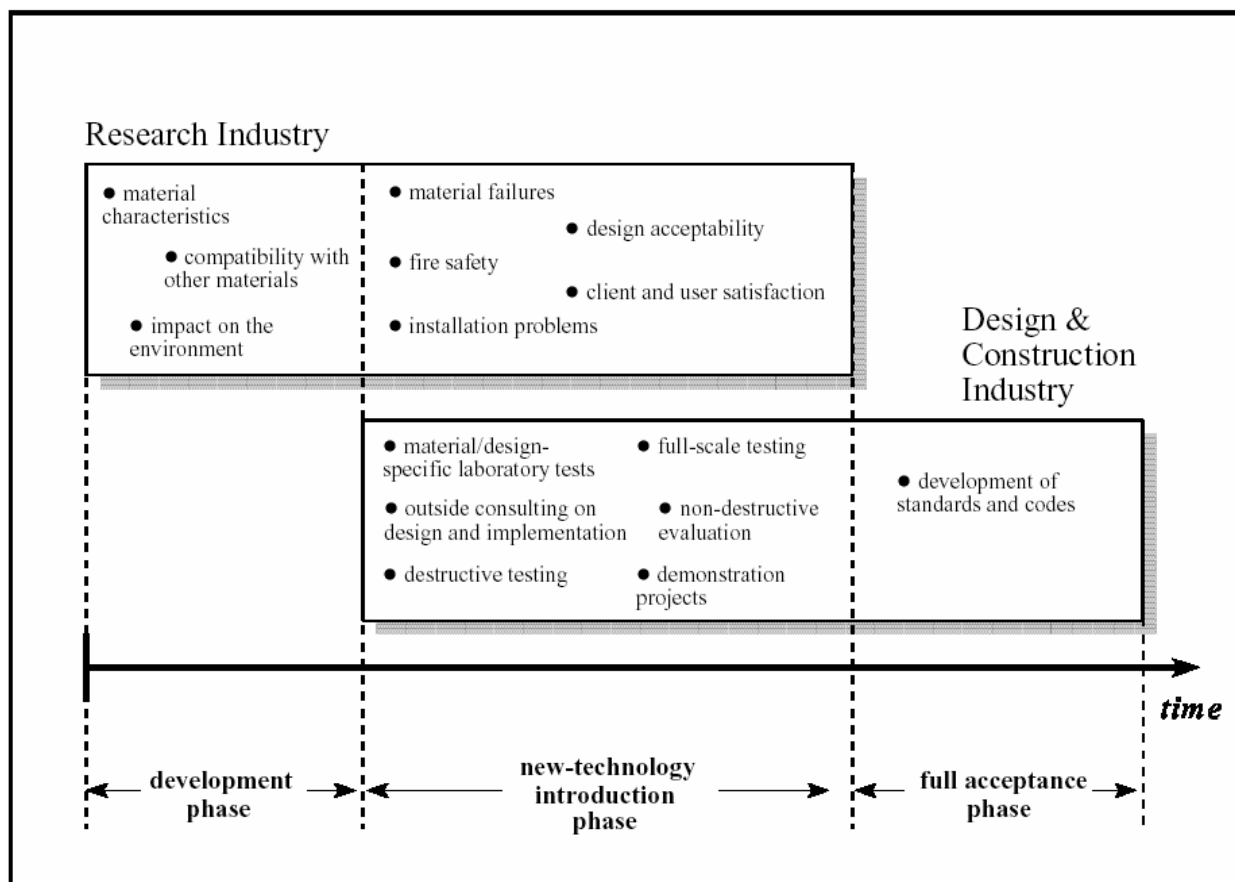 Research Industry
● material
characteristics
● compatibility with
other materials
● impact on the
environment
● material failures
● design acceptability
● fire safety
● client and user satisfaction
● installation problems
Design &
Construction
Industry
● material/design-
specific laboratory tests
● outside consulting on
design and implementation
● destructive testing
● full-scale testing
● non-destructive
evaluation
● demonstration
projects
● development of
standards and codes
time
development
phase
new-technology
introduction
phase
full acceptance
phase